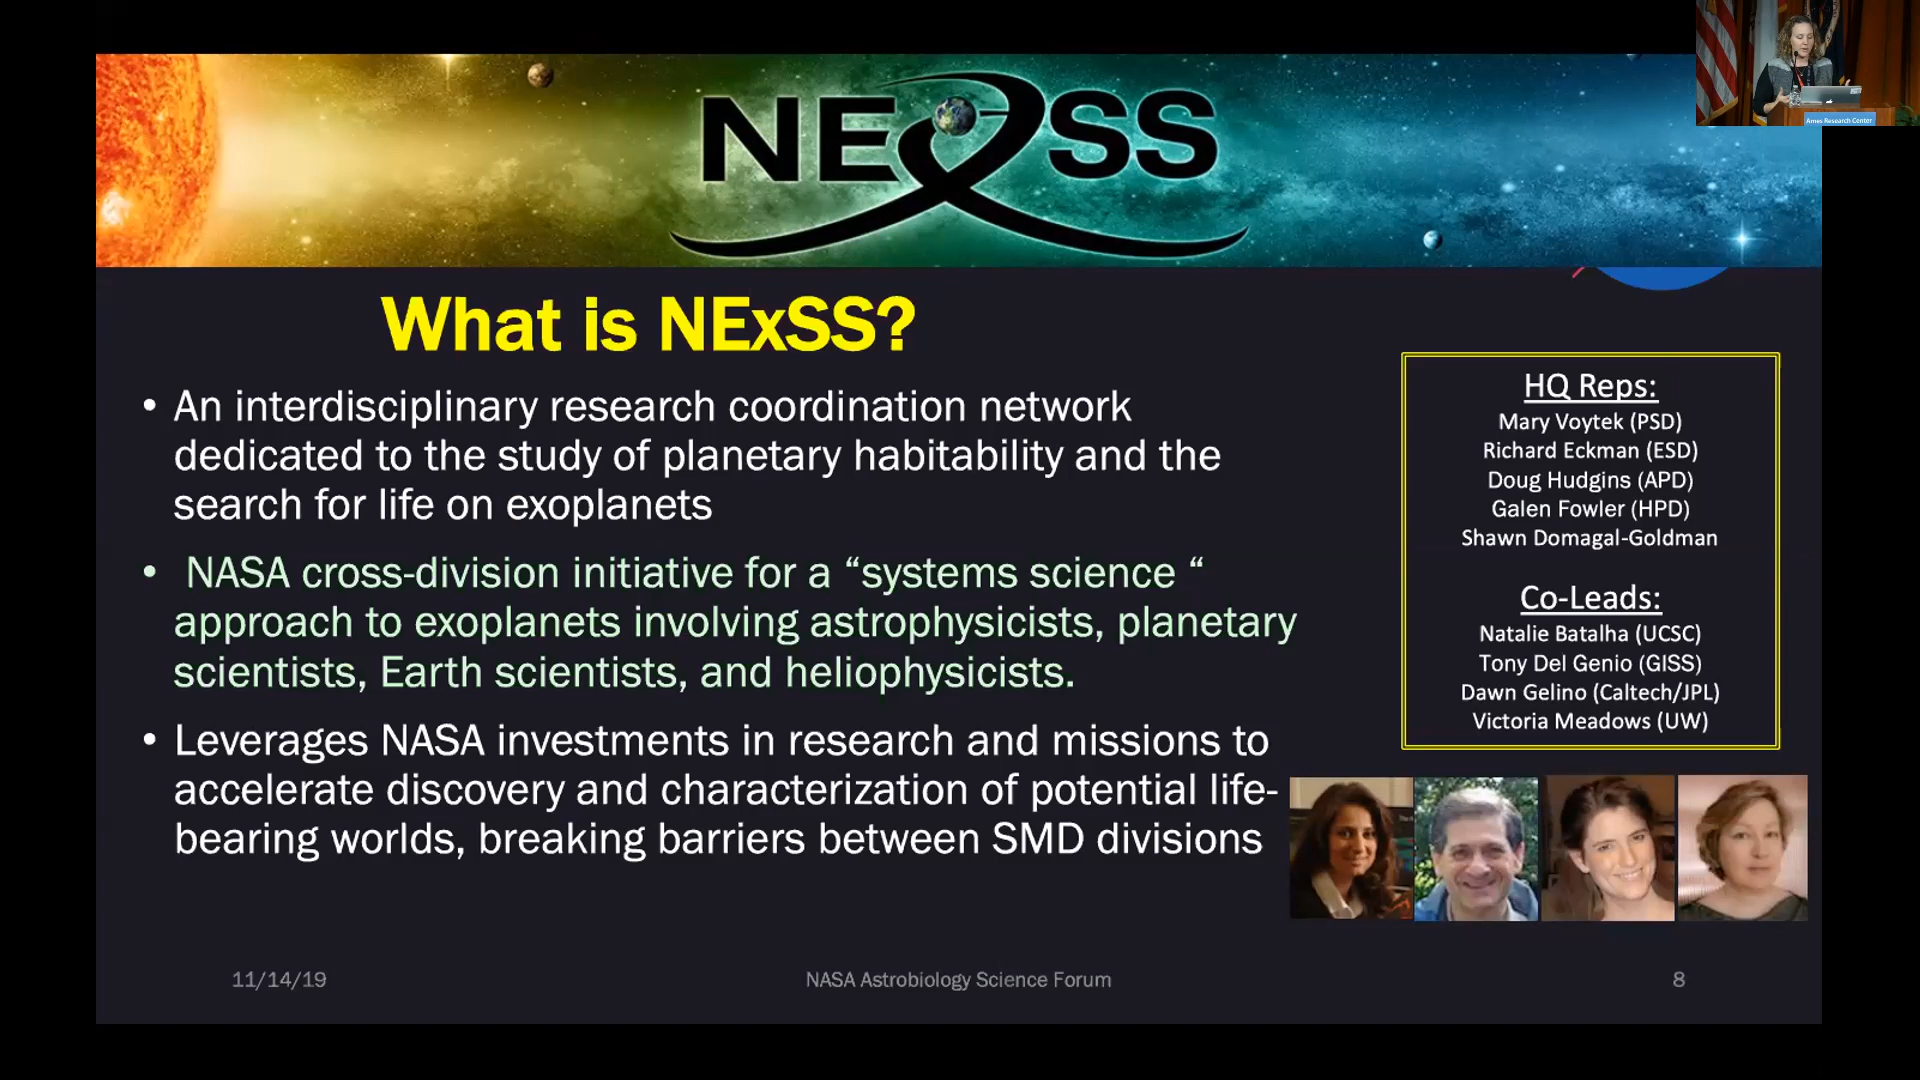 NExSS
Ames Research Center
What is NExSS?
• An interdisciplinary research coordination network
dedicated to the study of planetary habitability and the
search for life on exoplanets
• NASA cross-division initiative for a “systems science “
approach to exoplanets involving astrophysicists, planetary
scientists, Earth scientists, and heliophysicists.
• Leverages NASA investments in research and missions to
accelerate discovery and characterization of potential life-
bearing worlds, breaking barriers between SMD divisions
HQ Reps:
Mary Voytek (PSD)
Richard Eckman (ESD)
Doug Hudgins (APD)
Galen Fowler (HPD)
Shawn Domagal-Goldman
Co-Leads:
Natalie Batalha (UCSC)
Tony Del Genio (GISS)
Dawn Gelino (Caltech/JPL)
Victoria Meadows (UW)
11/14/19
NASA Astrobiology Science Forum
8